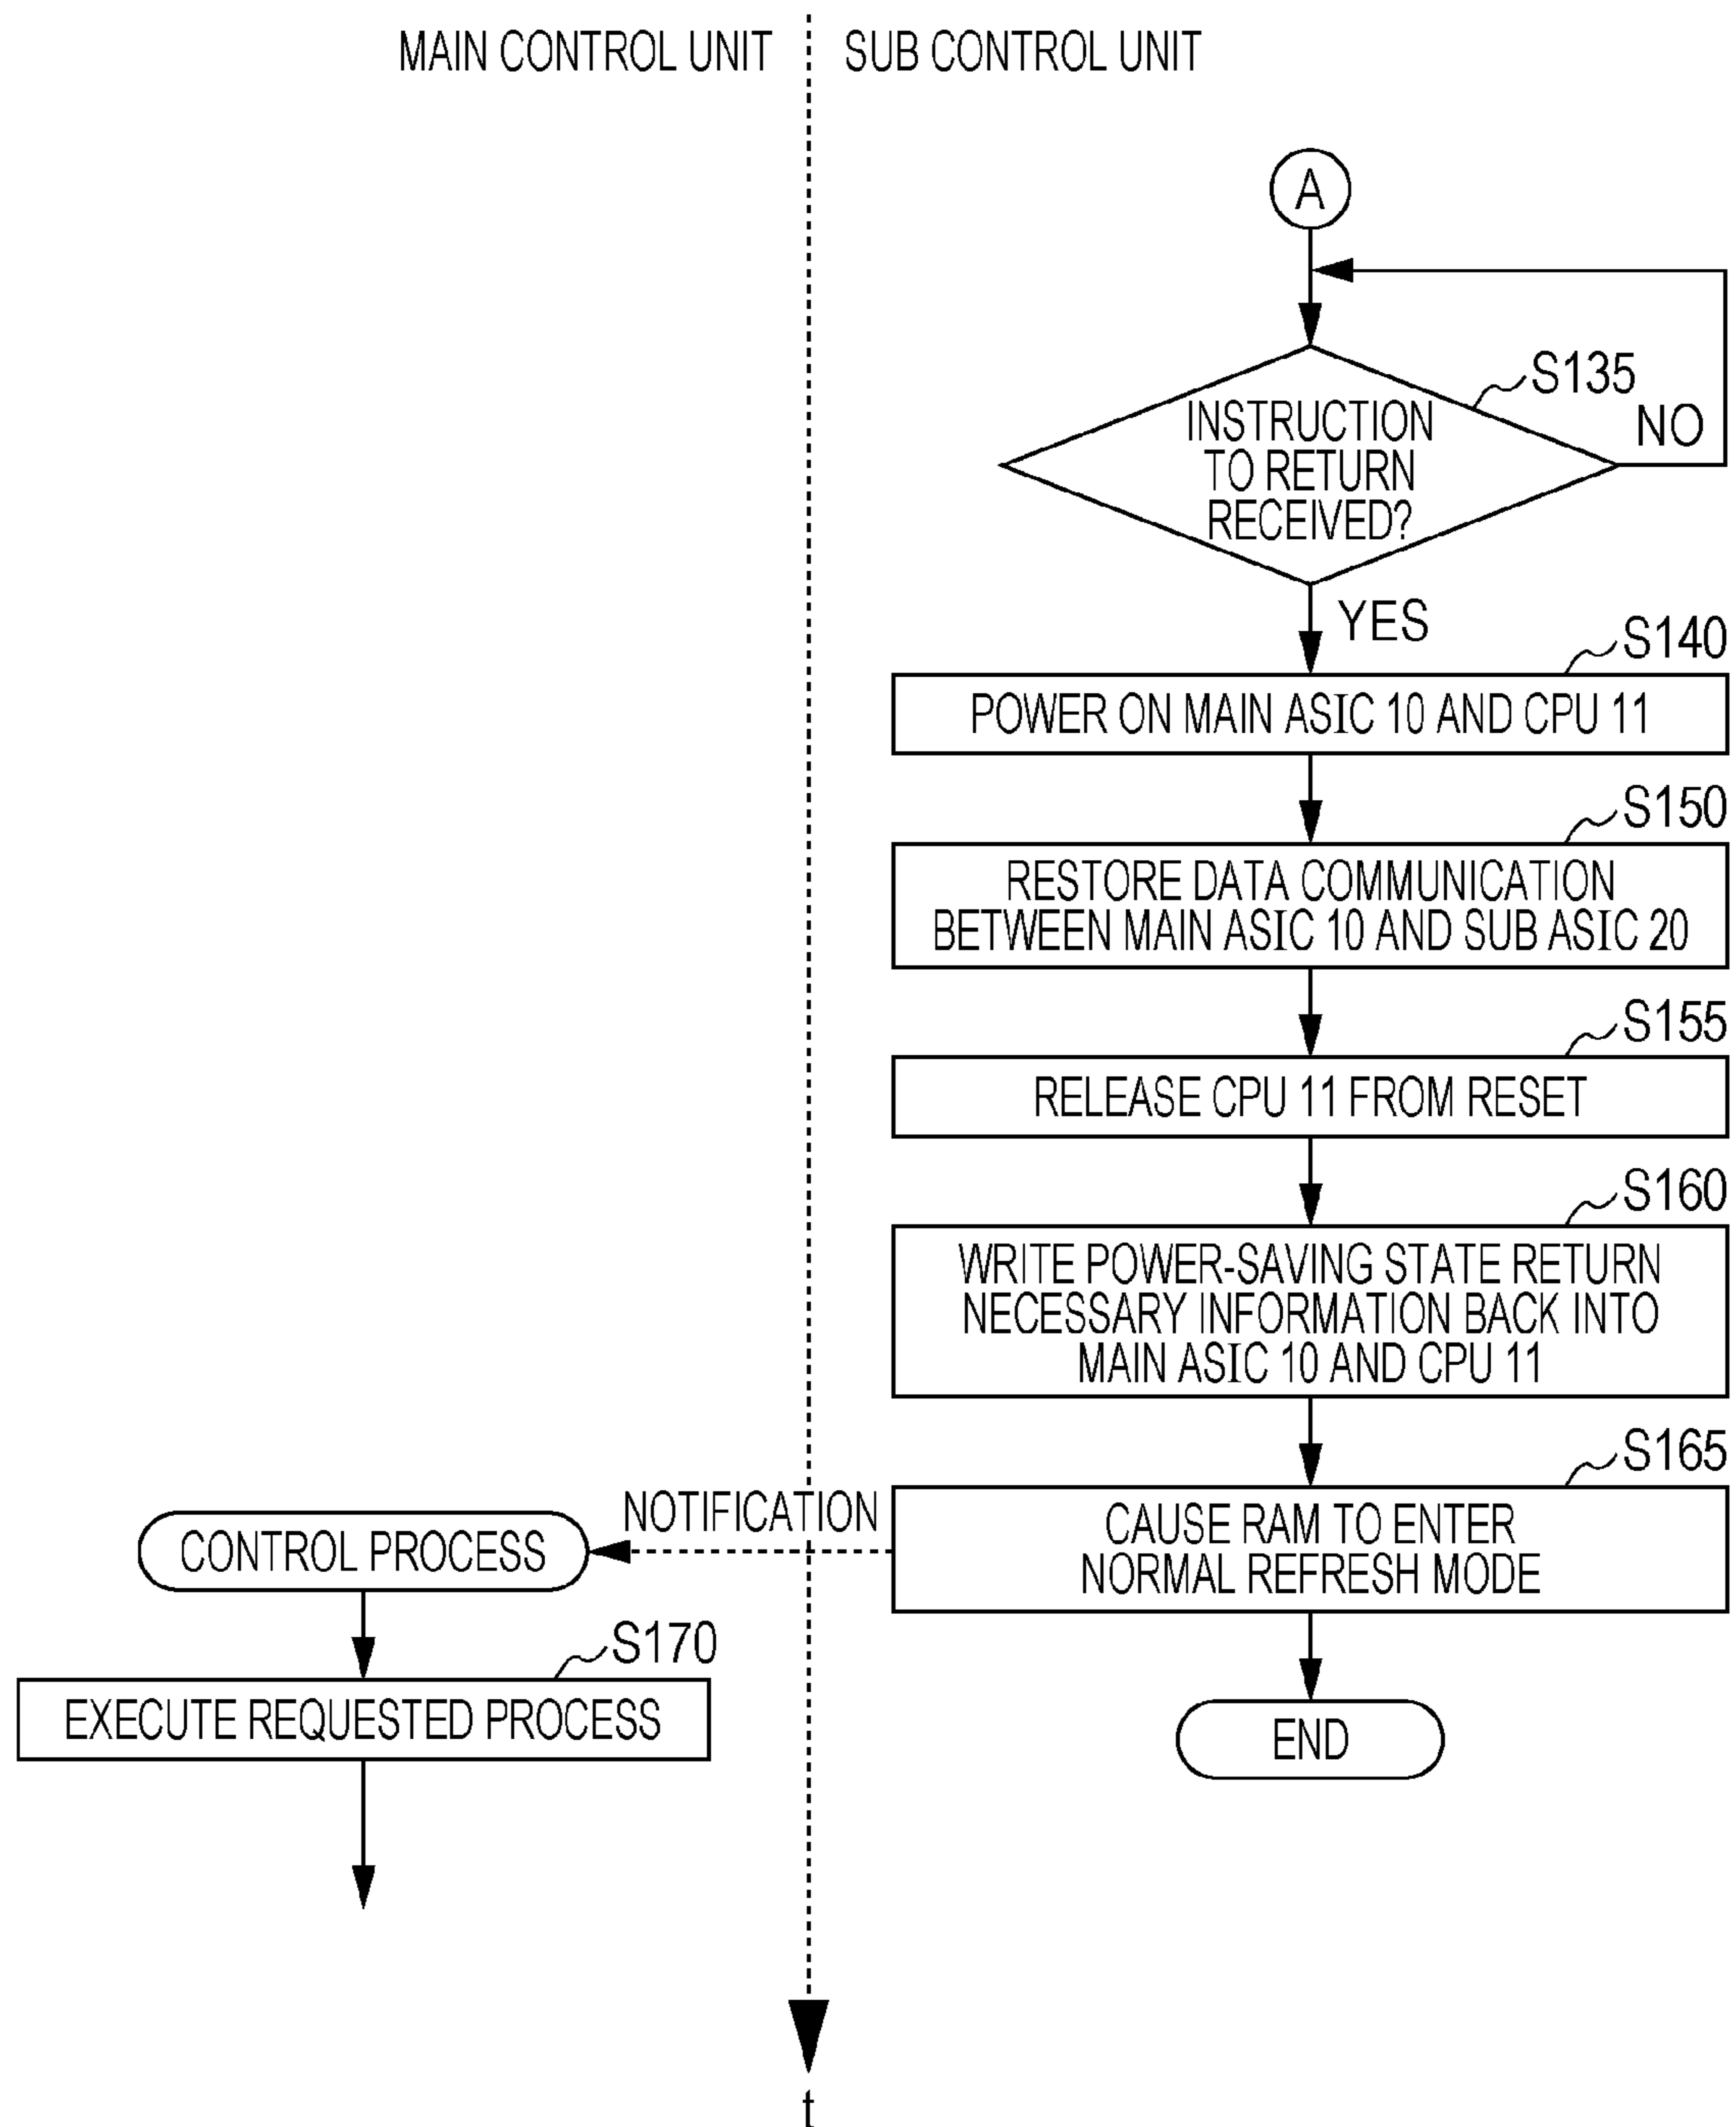 MAIN CONTROL UNIT
SUB CONTROL UNIT
A
S135
INSTRUCTION
TO RETURN
RECEIVED?
NO
YES
S140
POWER ON MAIN ASIC 10 AND CPU 11
S150
RESTORE DATA COMMUNICATION
BETWEEN MAIN ASIC 10 AND SUB ASIC 20
S155
RELEASE CPU 11 FROM RESET
S160
WRITE POWER-SAVING STATE RETURN
NECESSARY INFORMATION BACK INTO
MAIN ASIC 10 AND CPU 11
S165
CAUSE RAM TO ENTER
NORMAL REFRESH MODE
NOTIFICATION
CONTROL PROCESS
S170
EXECUTE REQUESTED PROCESS
END
t